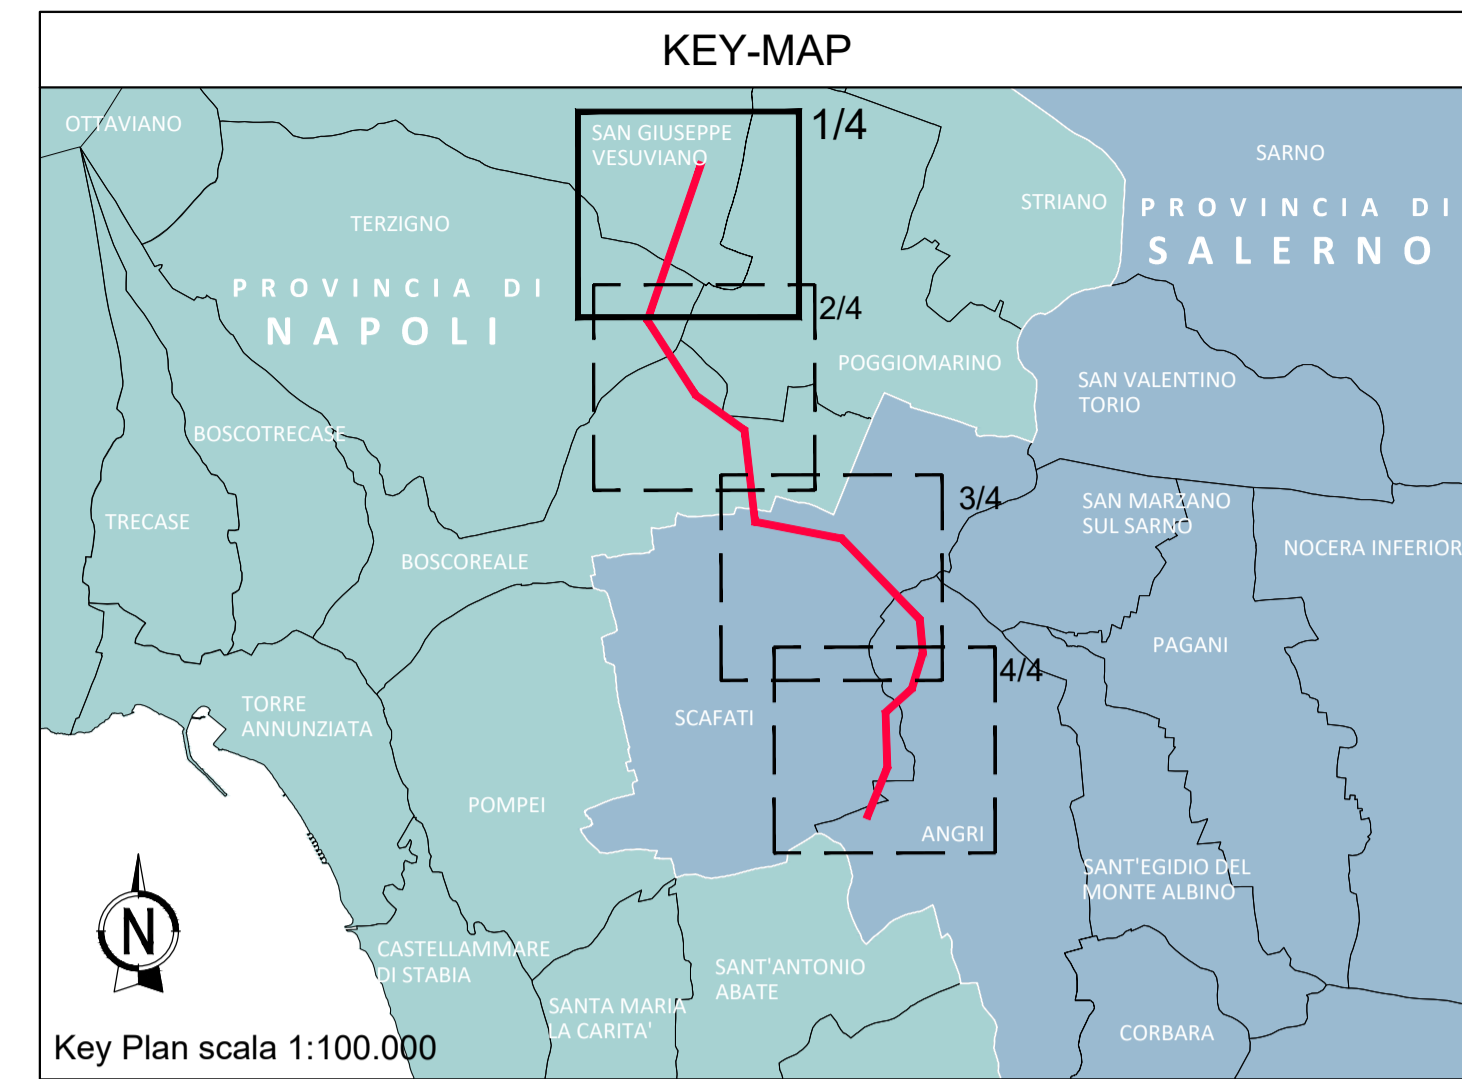 KEY-MAP
OTTAVIANO
SAN GIUSEPPE
VESUVIANO
1/4
SARNO
STRIANO
PROVINCIA DI
SALERNO
TERZIGNO
PROVINCIA DI
NAPOLI
2/4
POGGIOMARINO
SAN VALENTINO
TORIO
BOSCOTRECASE
3/4
SAN MARZANO
SUL SARNO
TRECASE
NOCERA INFERIOR
BOSCOREALE
PAGANI
4/4
TORRE
ANNUNZIATA
SCAFATI
POMPEI
ANGRI
SANT'EGIDIO DEL
MONTE ALBINO
N
CASTELLAMMARE
DI STABIA
SANT'ANTONIO
ABATE
SANTA MARIA
LA CARITA'
CORBARA
Key Plan scala 1:100.000